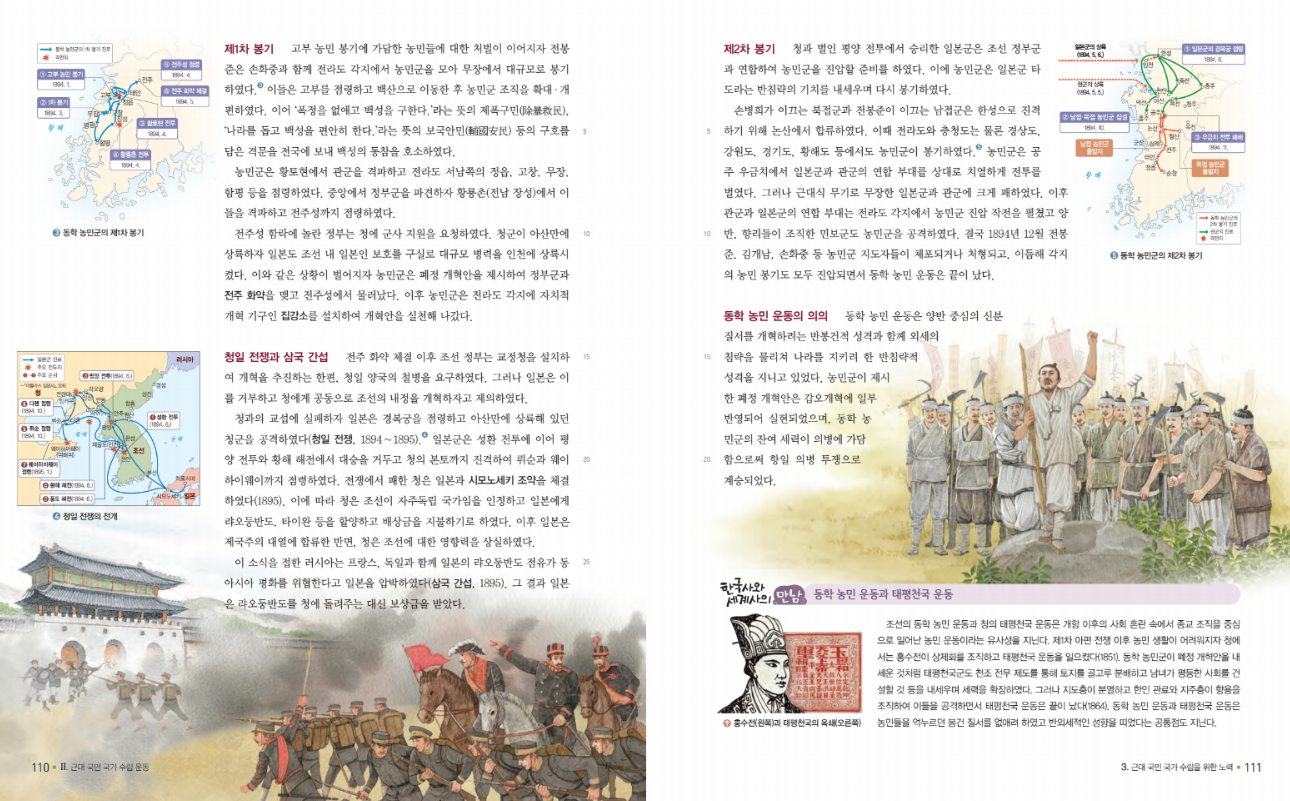 제1차 봉기 고부 농민 봉기에 가담한 농민들에 대한 처벌이 이어지자 전봉
준은 손화중과 함께 전라도 각지에서 농민군을 모아 무장에서 대규모로 봉기
하였다.❸ 이들은 고부를 점령하고 백산으로 이동한 후 농민군 조직을 확대·개
편하였다. 이어 ‘폭정을 없애고 백성을 구한다.’라는 뜻의 제폭구민(除暴救民),
‘나라를 돕고 백성을 편안히 한다.’라는 뜻의 보국안민(輔國安民) 등의 구호를
5
담은 격문을 전국에 보내 백성의 동참을 호소하였다.
농민군은 황토현에서 관군을 격파하고 전라도 서남쪽의 정읍, 고창, 무장,
함평 등을 점령하였다. 중앙에서 정부군을 파견하자 황룡촌(전남 장성)에서 이
들을 격파하고 전주성까지 점령하였다.
전주성 함락에 놀란 정부는 청에 군사 지원을 요청하였다. 청군이 아산만에
10
상륙하자 일본도 조선 내 일본인 보호를 구실로 대규모 병력을 인천에 상륙시
켰다. 이와 같은 상황이 벌어지자 농민군은 폐정 개혁안을 제시하여 정부군과
전주 화약을 맺고 전주성에서 물러났다. 이후 농민군은 전라도 각지에 자치적
개혁 기구인 집강소를 설치하여 개혁안을 실천해 나갔다.
동학 농민군의 1차 봉기 진로
격전지
① 고부 농민 봉기
1894. 1.
② 1차 봉기
1894. 3.
③ 황토현 전투
1894. 4.
④ 황룡촌 전투
1894. 4.
⑤ 전주성 점령
1894. 4.
⑥ 전주 화약 체결
1894. 5.
전주
고부
태인
정읍
무장
고창
장성
영광
함평
황해
❸ 동학 농민군의 제1차 봉기
청일 전쟁과 삼국 간섭 전주 화약 체결 이후 조선 정부는 교정청을 설치하
15
여 개혁을 추진하는 한편, 청일 양국의 철병을 요구하였다. 그러나 일본은 이
를 거부하고 청에게 공동으로 조선의 내정을 개혁하자고 제의하였다.
청과의 교섭에 실패하자 일본은 경복궁을 점령하고 아산만에 상륙해 있던
청군을 공격하였다(청일 전쟁, 1894~1895).❹ 일본군은 성환 전투에 이어 평
양 전투와 황해 해전에서 대승을 거두고 청의 본토까지 진격하여 뤼순과 웨이
20
하이웨이까지 점령하였다. 전쟁에서 패한 청은 일본과 시모노세키 조약을 체결
하였다(1895). 이에 따라 청은 조선이 자주독립 국가임을 인정하고 일본에게
랴오둥반도, 타이완 등을 할양하고 배상금을 지불하기로 하였다. 이후 일본은
제국주의 대열에 합류한 반면, 청은 조선에 대한 영향력을 상실하였다.
이 소식을 접한 러시아는 프랑스, 독일과 함께 일본의 랴오둥반도 점유가 동
25
아시아 평화를 위협한다고 일본을 압박하였다(삼국 간섭, 1895). 그 결과 일본
은 랴오둥반도를 청에 돌려주는 대신 보상금을 받았다.
일본군 진로
주요 전투지
주요 순서
러시아
청
조선
일본
평양 전투(1894. 8.)
성환 전투
(1894. 6.)
다롄 점령
(1894. 10.)
뤼순 점령
(1894. 10.)
웨이하이웨이
점령(1895. 1.)
황해 해전(1894. 8.)
풍도 해전(1894. 6.)
시모노세키
❹ 청일 전쟁의 전개
110 • Ⅱ. 근대 국민 국가 수립 운동
제2차 봉기 청과 벌인 평양 전투에서 승리한 일본군은 조선 정부군
과 연합하여 농민군을 진압할 준비를 하였다. 이에 농민군은 일본군 타
도라는 반침략의 기치를 내세우며 다시 봉기하였다.
손병희가 이끄는 북접군과 전봉준이 이끄는 남접군은 한성으로 진격
5
하기 위해 논산에서 합류하였다. 이때 전라도와 충청도는 물론 경상도,
강원도, 경기도, 황해도 등에서도 농민군이 봉기하였다.❺ 농민군은 공
주 우금치에서 일본군과 관군의 연합 부대를 상대로 치열하게 전투를
벌였다. 그러나 근대식 무기로 무장한 일본군과 관군에 크게 패하였다. 이후
관군과 일본군의 연합 부대는 전라도 각지에서 농민군 진압 작전을 펼쳤고 양
10
반, 향리들이 조직한 민보군도 농민군을 공격하였다. 결국 1894년 12월 전봉
준, 김개남, 손화중 등 농민군 지도자들이 체포되거나 처형되고, 이듬해 각지
의 농민 봉기도 모두 진압되면서 동학 농민 운동은 끝이 났다.
일본군의 상륙
(1894. 5, 6.)
청군의 상륙
(1894. 5, 5.)
① 일본군의 경복궁 점령
1894. 6.
② 남접·북접 농민군 집결
1894. 10.
③ 우금치 전투 패배
1894. 11.
남접 농민군
출발지
북접 농민군
출발지
한성
인천
논산
전주
순창
황해
동학 농민군의
2차 봉기 진로
관군의 진로
격전지
❺ 동학 농민군의 제2차 봉기
동학 농민 운동의 의의 동학 농민 운동은 양반 중심의 신분
질서를 개혁하려는 반봉건적 성격과 함께 외세의
15
침략을 물리쳐 나라를 지키려 한 반침략적
성격을 지니고 있었다. 농민군이 제시
한 폐정 개혁안은 갑오개혁에 일부
반영되어 실현되었으며, 동학 농
민군의 잔여 세력이 의병에 가담
20
함으로써 항일 의병 투쟁으로
계승되었다.
한국사와
세계사의 만남
동학 농민 운동과 태평천국 운동
조선의 동학 농민 운동과 청의 태평천국 운동은 개항 이후의 사회 혼란 속에서 종교 조직을 중심
으로 일어난 농민 운동이라는 유사성을 지닌다. 제1차 아편 전쟁 이후 농민 생활이 어려워지자 청에
서는 홍수전이 상제회를 조직하고 태평천국 운동을 일으켰다(1851). 동학 농민군이 폐정 개혁안을 내
세운 것처럼 태평천국도 천조 전무 제도를 통해 토지를 골고루 분배하고 남녀가 평등한 사회를 건
설할 것 등을 내세우며 세력을 확장하였다. 그러나 지도층이 분열하고 한인 관료와 지주층이 향용을
조직하여 이들을 공격하면서 태평천국 운동은 끝이 났다(1864). 동학 농민 운동과 태평천국 운동은
농민들을 억누르던 봉건 질서를 없애려 하였고 반외세적인 성향을 띠었다는 공통점도 지닌다.
홍수전(왼쪽)과 태평천국의 옥새(오른쪽)
3. 근대 국민 국가 수립을 위한 노력 • 111